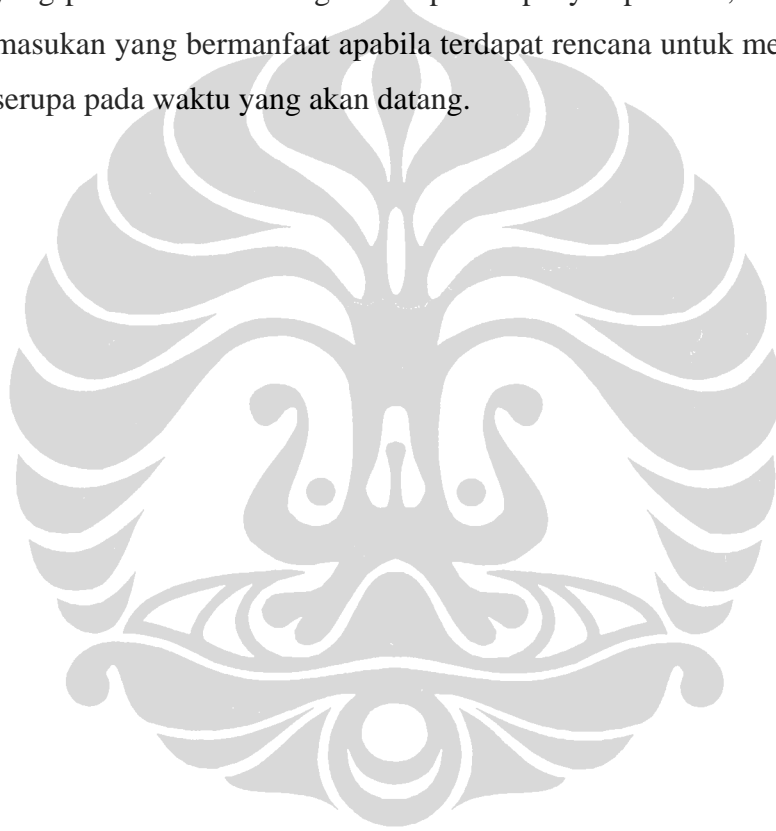 masukan yang bermanfaat apabila terdapat rencana untuk me
serupa pada waktu yang akan datang.